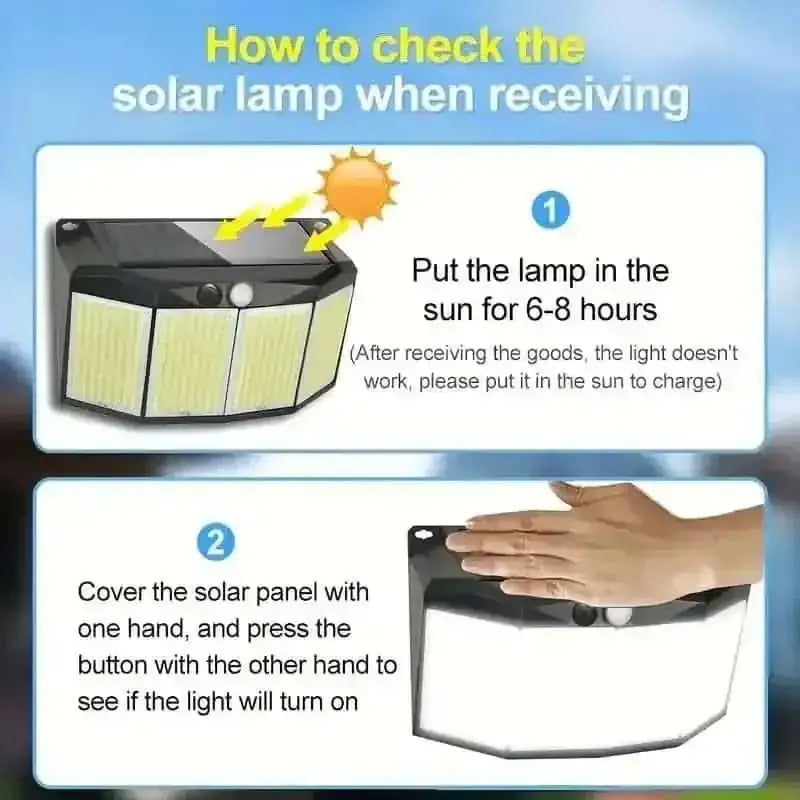 How to check the
solar lamp when receiving
1
Put the lamp in the
sun for 6-8 hours
(After receiving the goods, the light doesn't
work, please put it in the sun to charge)
2
Cover the solar panel with
one hand, and press the
button with the other hand to
see if the light will turn on